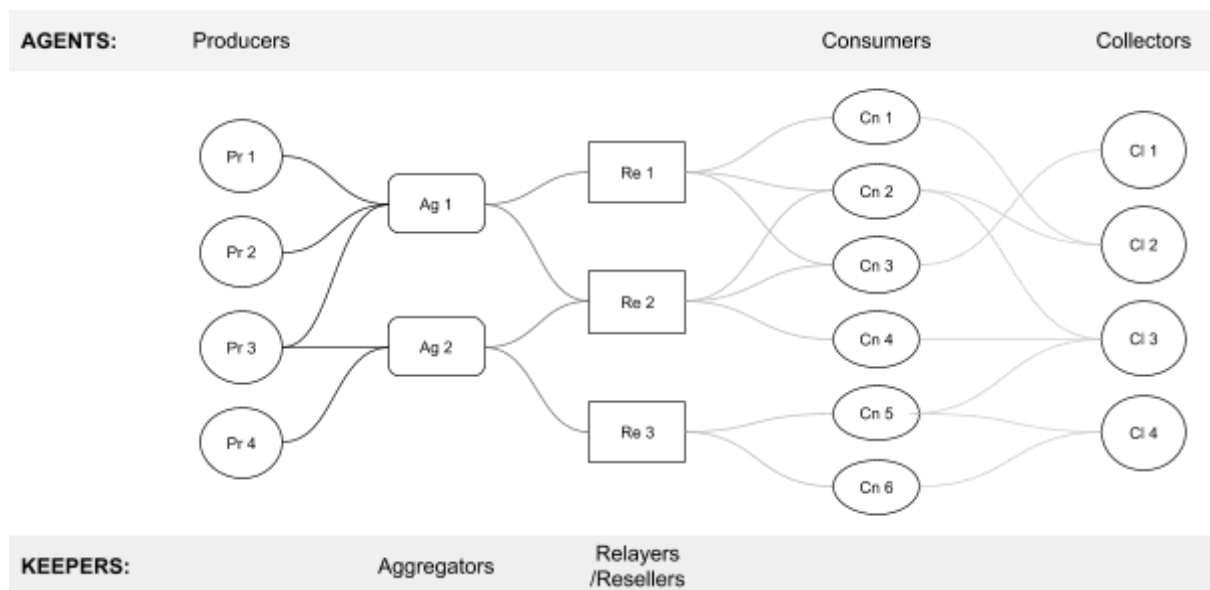 AGENTS: Producers Consumers Collectors
Cn 1
Pr 1 Re 1 Cl 1
Ag 1 Cn 2
Pr 2 Cn 3 Cl 2
Re 2
Pr 3 Ag 2 Cn 4 Cl 3
Pr 4 Re 3 Cn 5 Cl 4
Cn 6
KEEPERS: Aggregators Relayers
/Resellers